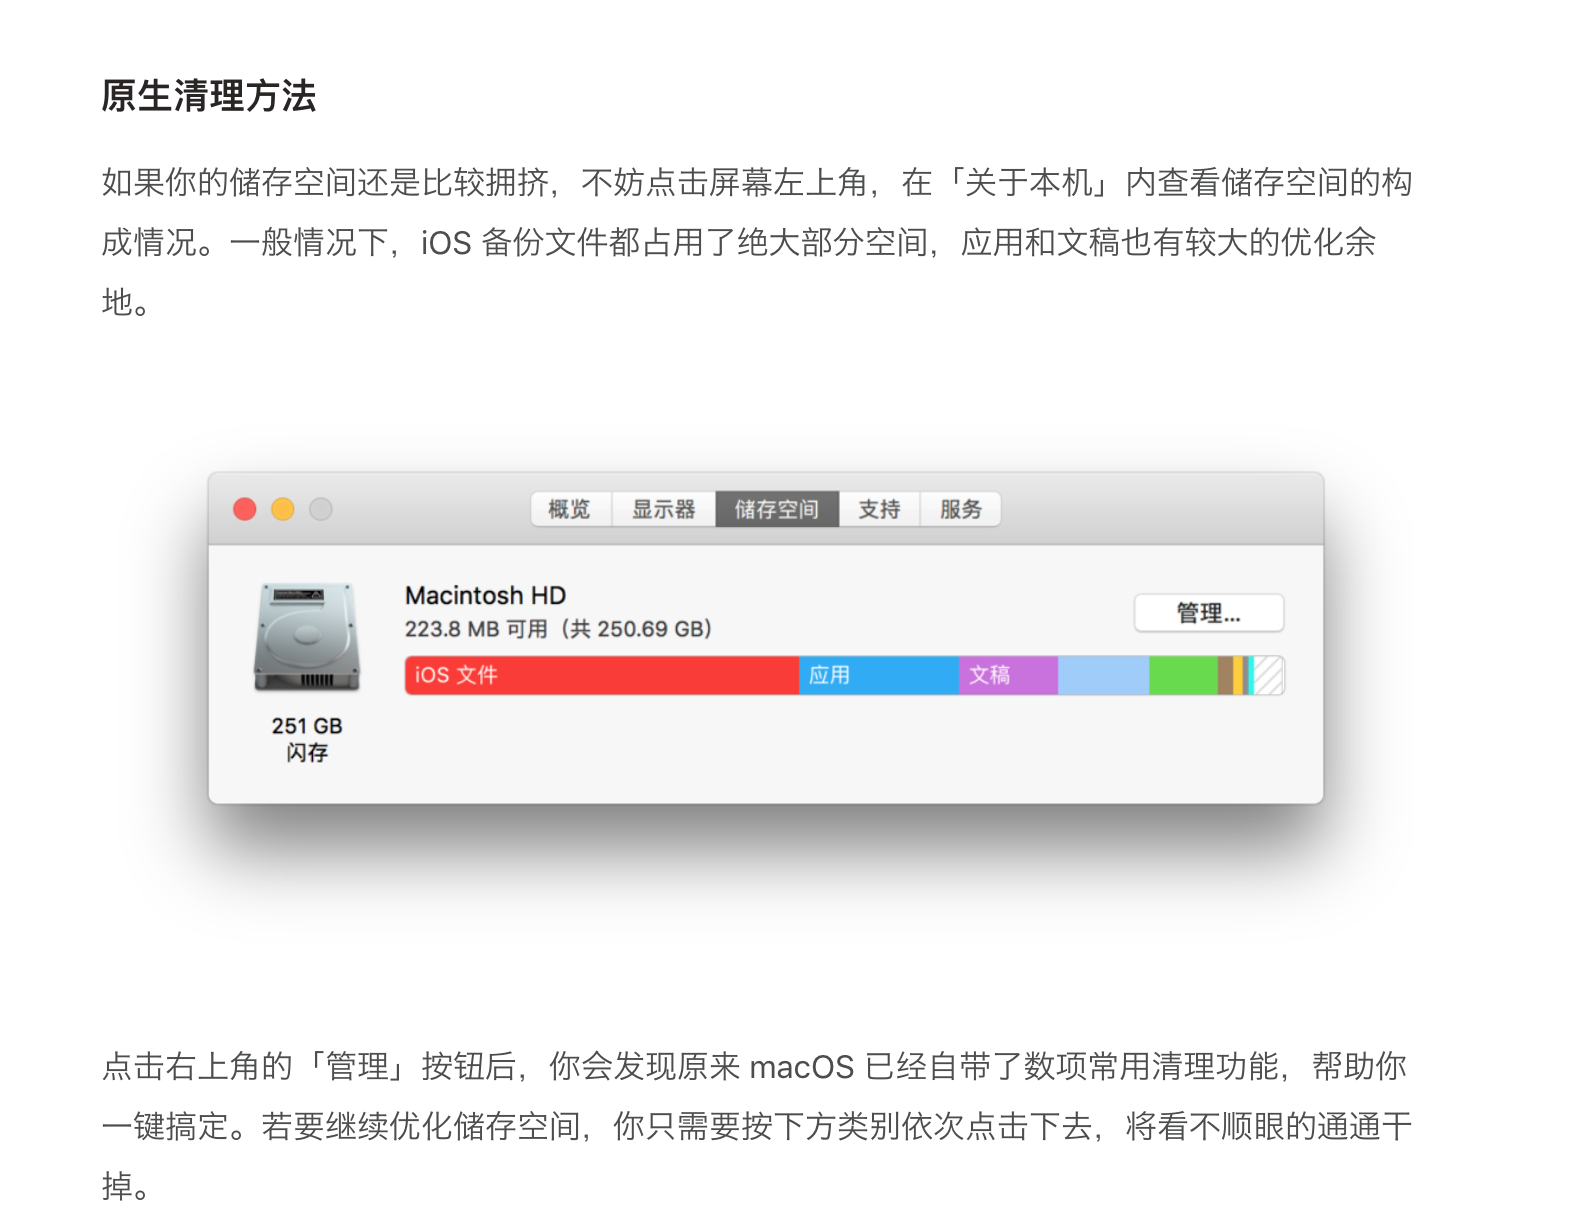 原生清理方法
如果你的储存空间还是比较拥挤，不妨点击屏幕左上角，在「关于本机」内查看储存空间的构
成情况。一般情况下，iOS 备份文件都占用了绝大部分空间，应用和文稿也有较大的优化余
地。
概览 显示器 储存空间 支持 服务
Macintosh HD
管理...
223.8 MB 可用（共 250.69 GB）
iOS 文件 应用 文稿
251 GB
闪存
点击右上角的「管理」按钮后，你会发现原来 macOS 已经自带了数项常用清理功能，帮助你
一键搞定。若要继续优化储存空间，你只需要按下方类别依次点击下去，将看不顺眼的通通干
掉。